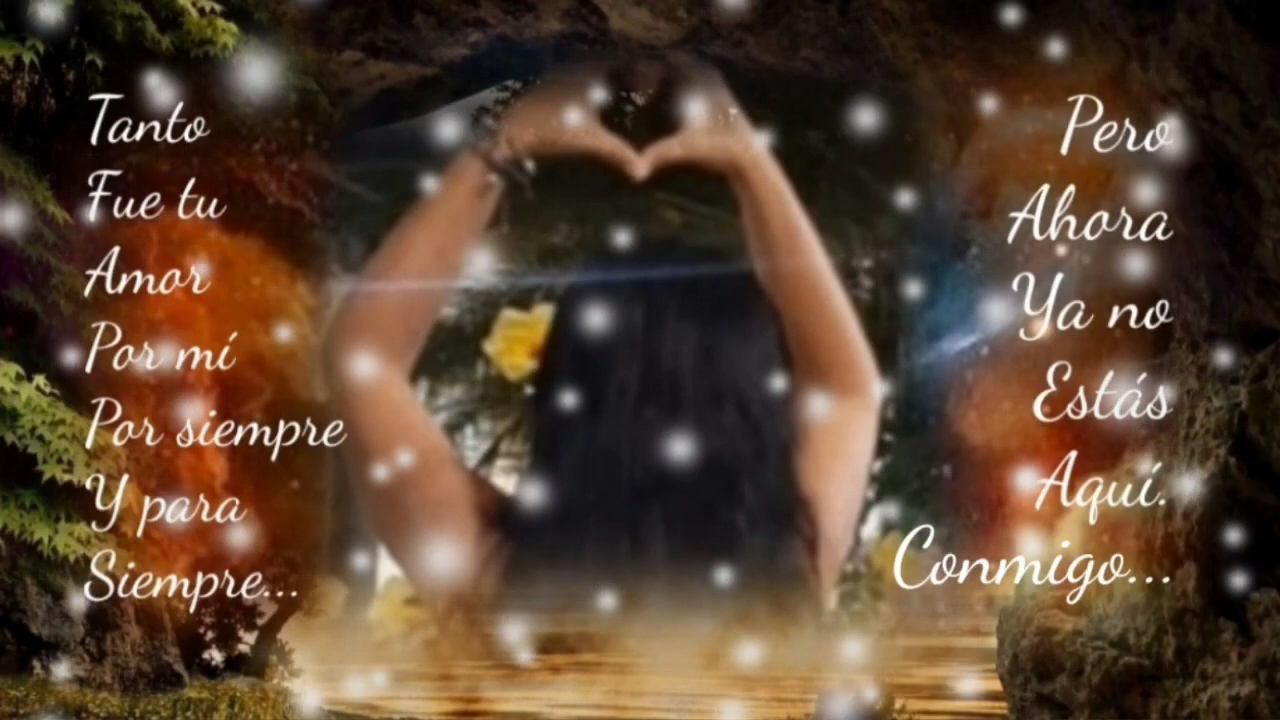 Tanto
Fue tu
Amor
Por mí
Por siempre
Y para
Siempre...
Pero
Ahora
Ya no
Estás
Aquí.
Conmigo...